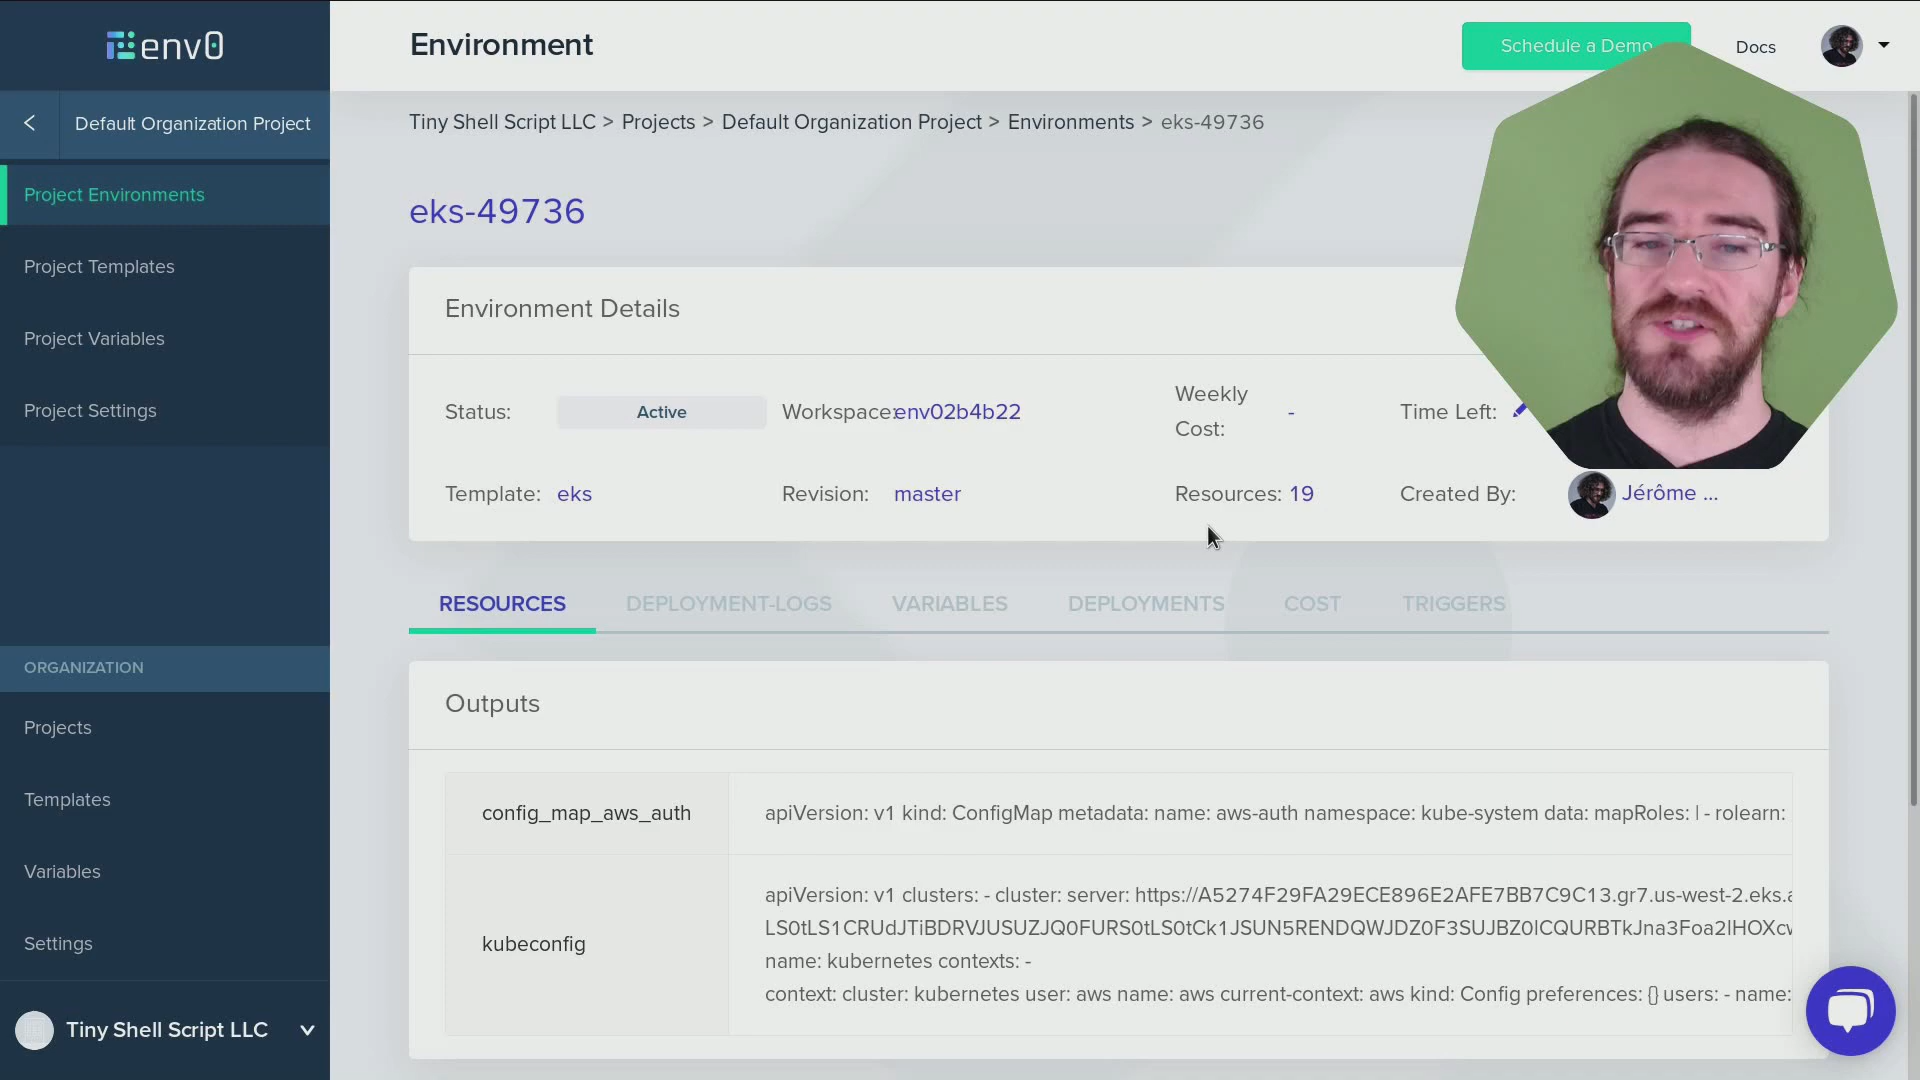 env0
Environment
Schedule a Demo
Docs
Default Organization Project
Tiny Shell Script LLC > Projects > Default Organization Project > Environments > eks-49736
Project Environments
Project Templates
Project Variables
Project Settings
eks-49736
Environment Details
Status: Active Workspace: env02b4b22 Weekly Cost: - Time Left:
Template: eks Revision: master Resources: 19 Created By: Jérôme ...
RESOURCES DEPLOYMENT-LOGS VARIABLES DEPLOYMENTS COST TRIGGERS
ORGANIZATION
Projects
Templates
Variables
Settings
Tiny Shell Script LLC
Outputs
config_map_aws_auth apiVersion: v1 kind: ConfigMap metadata: name: aws-auth namespace: kube-system data: mapRoles: | - rolearn:
kubeconfig
apiVersion: v1 clusters: - cluster: server: https://A5274F29FA29ECE896E2AFE7BB7C9C13.gr7.us-west-2.eks.a
LS0tLS1CRUdJTiBDRVJUSUZJQ0FURS0tLS0tCk1JSUN5RENDQWJDZ0F3SUJBZ0lCQURBTkJna3Foa2lHOXcv
name: kubernetes contexts: -
context: cluster: kubernetes user: aws name: aws current-context: aws kind: Config preferences: {} users: - name: